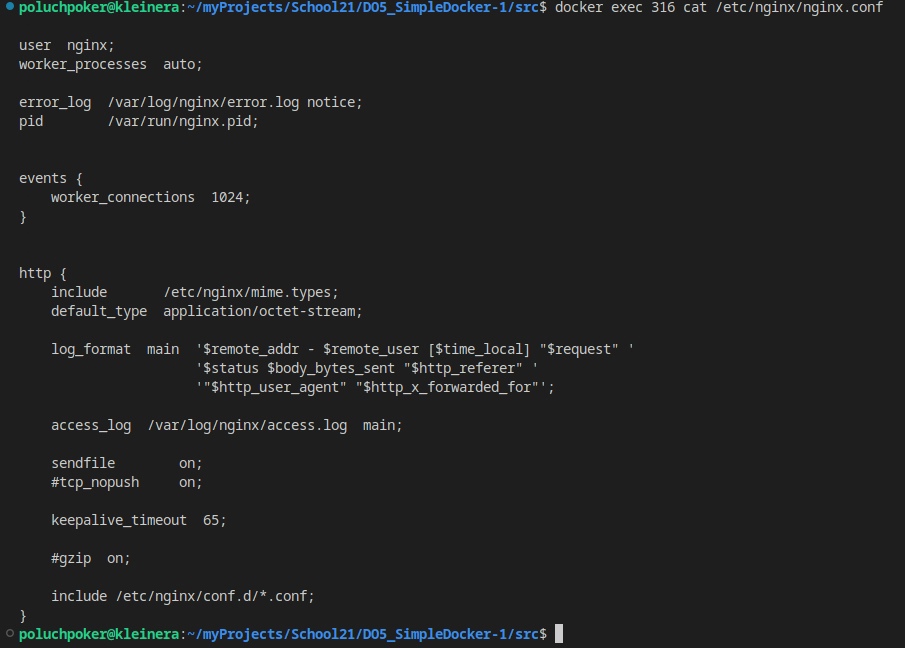 poluchpoker@kleinera:~/myProjects/School21/DO5_SimpleDocker-1/src$ docker exec 316 cat /etc/nginx/nginx.conf
user  nginx;
worker_processes  auto;
error_log  /var/log/nginx/error.log notice;
pid        /var/run/nginx.pid;
events {
    worker_connections  1024;
}
http {
    include       /etc/nginx/mime.types;
    default_type  application/octet-stream;
    log_format  main  '$remote_addr - $remote_user [$time_local] "$request" '
                      '$status $body_bytes_sent "$http_referer" '
                      '"$http_user_agent" "$http_x_forwarded_for"';
    access_log  /var/log/nginx/access.log  main;
    sendfile        on;
    #tcp_nopush     on;
    keepalive_timeout  65;
    #gzip  on;
    include /etc/nginx/conf.d/*.conf;
}
poluchpoker@kleinera:~/myProjects/School21/DO5_SimpleDocker-1/src$